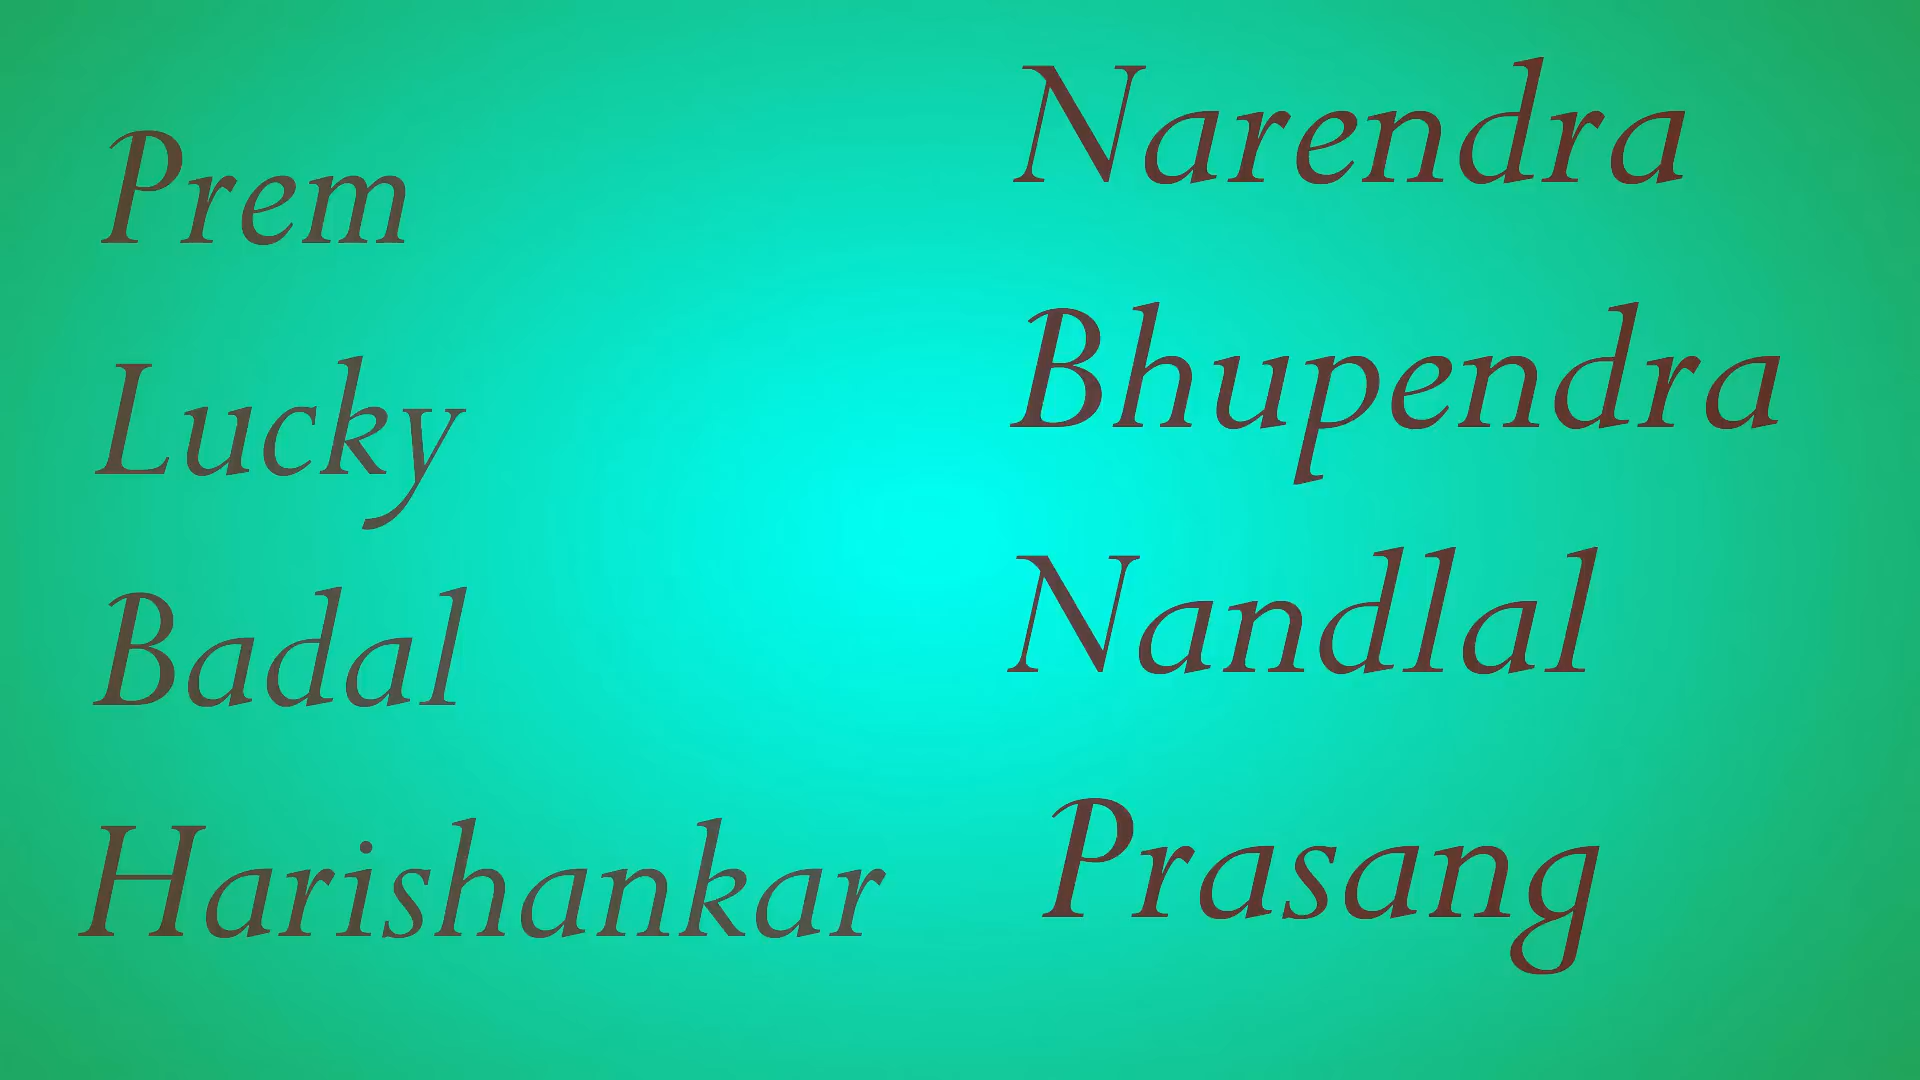 Prem
Lucky
Badal
Harishankar
Narendra
Bhupendra
Nandlal
Prasang